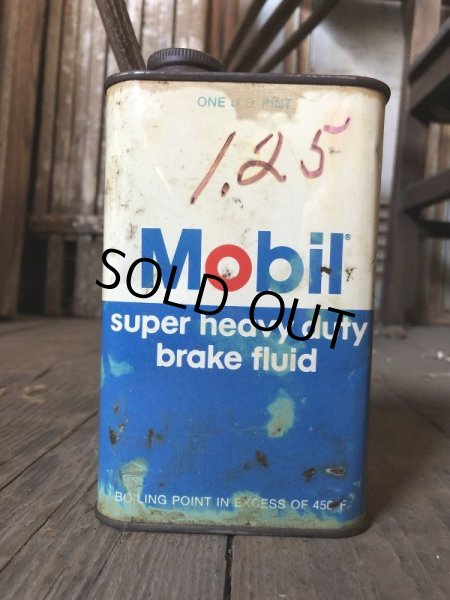 ONE U.S. PINT
1.25
Mobil®
SOLD OUT
super heavy duty
brake fluid
BOILING POINT IN EXCESS OF 450°F.